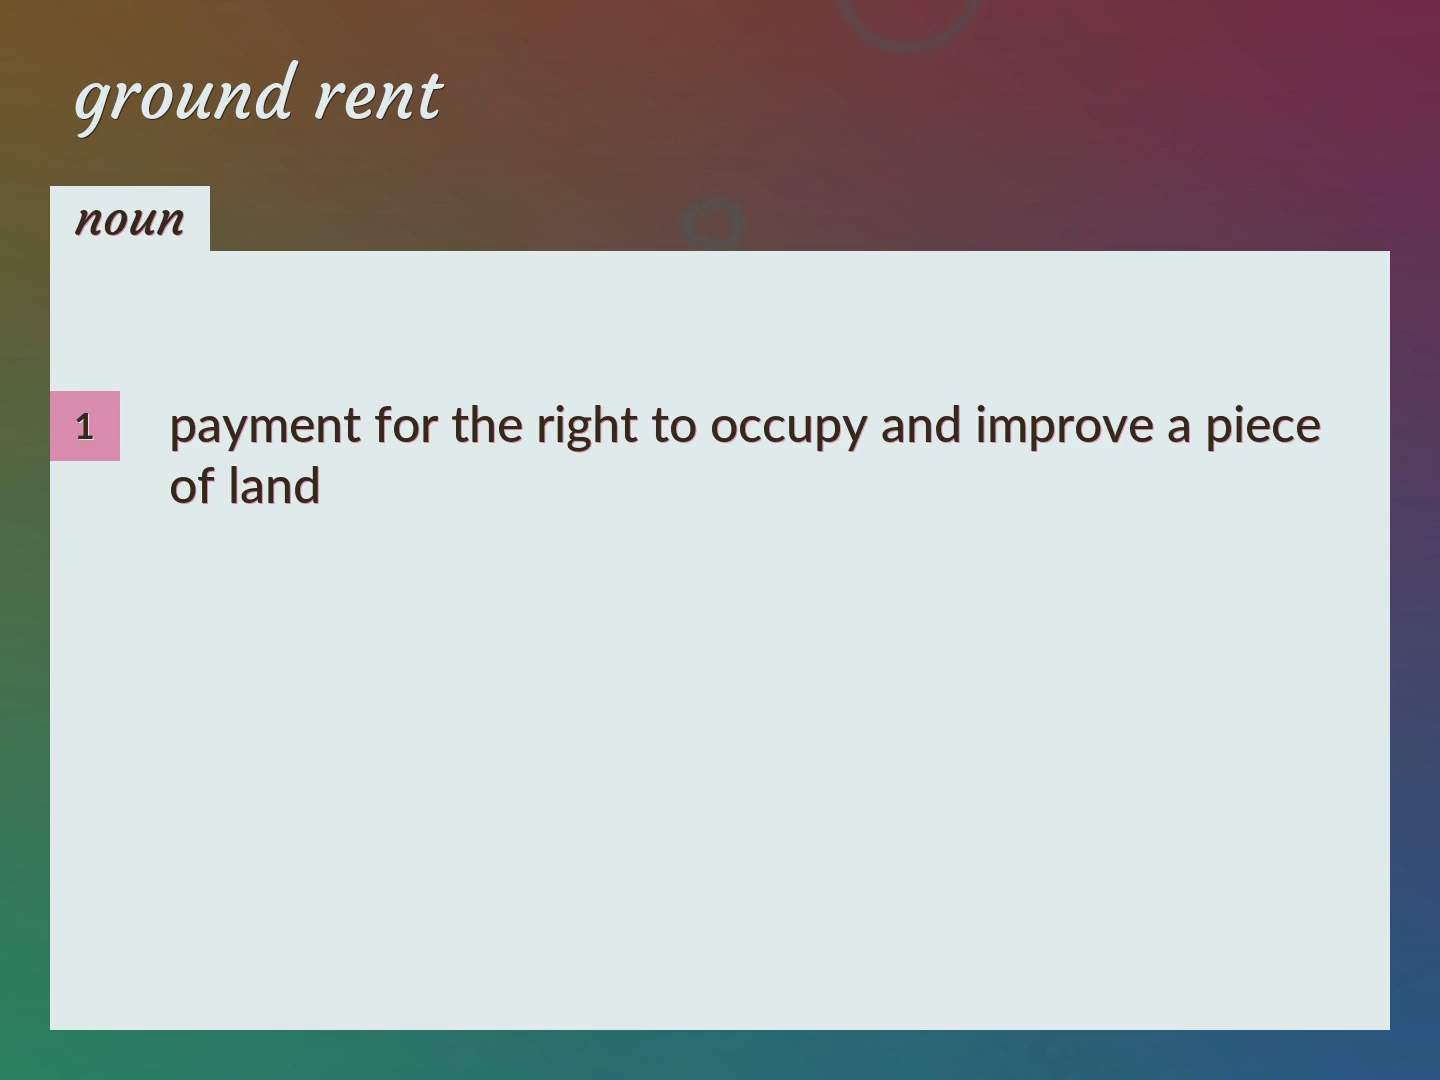 ground rent
noun
1 payment for the right to occupy and improve a piece
of land